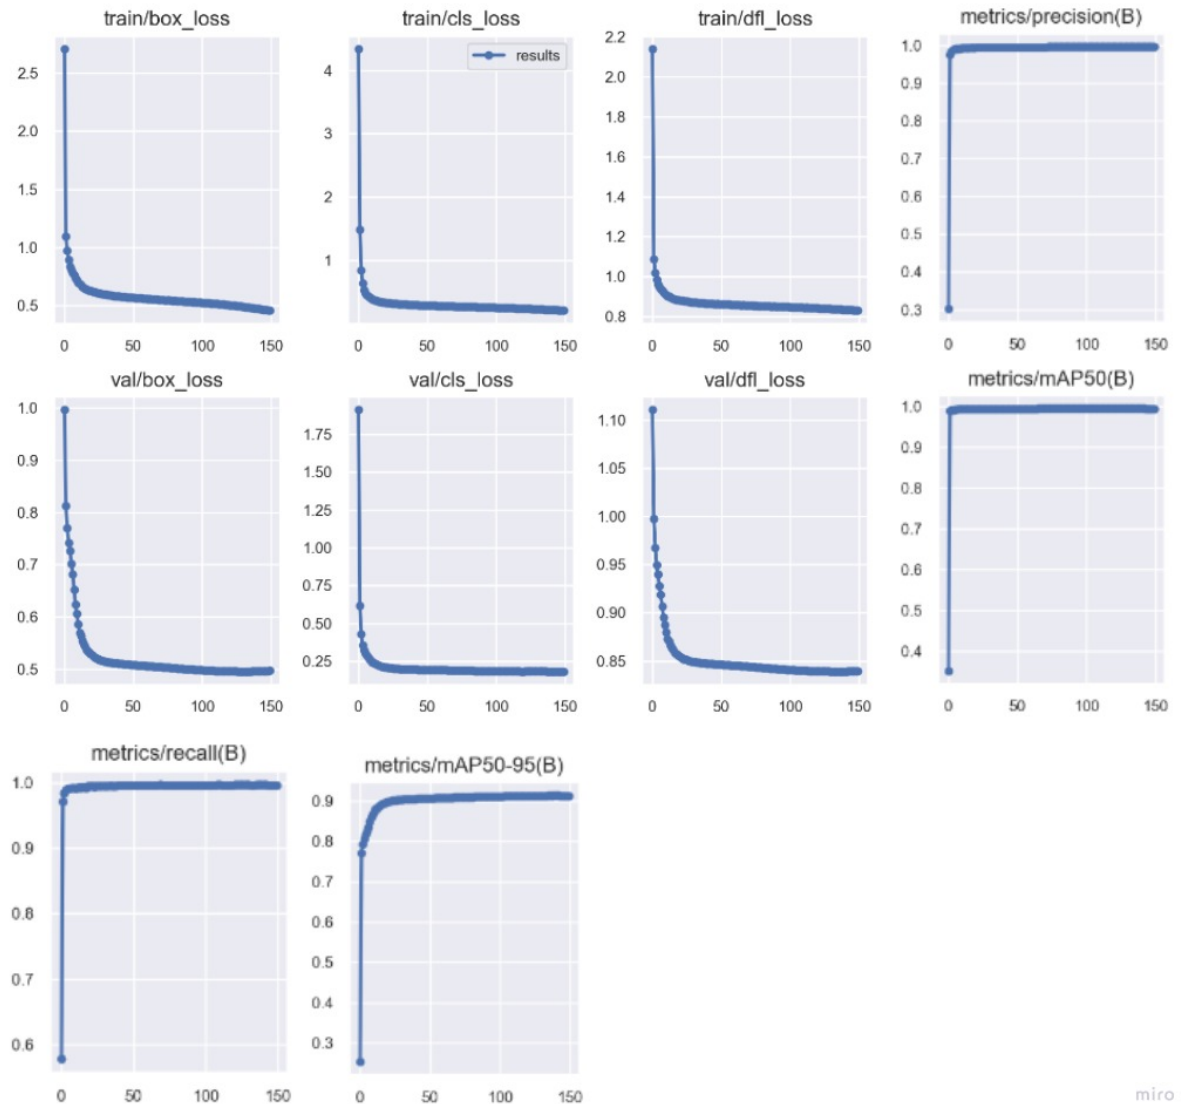 train/box_loss
2.5
2.0
1.5
1.0
0.5
0 50 100 150
train/cls_loss
results
4
3
2
1
0 50 100 150
train/dfl_loss
2.2
2.0
1.8
1.6
1.4
1.2
1.0
0.8
0 50 100 150
metrics/precision(B)
1.0
0.9
0.8
0.7
0.6
0.5
0.4
0.3
0 50 100 150
val/box_loss
1.0
0.9
0.8
0.7
0.6
0.5
0 50 100 150
val/cls_loss
1.75
1.50
1.25
1.00
0.75
0.50
0.25
0 50 100 150
val/dfl_loss
1.10
1.05
1.00
0.95
0.90
0.85
0 50 100 150
metrics/mAP50(B)
1.0
0.9
0.8
0.7
0.6
0.5
0.4
0 50 100 150
metrics/recall(B)
1.0
0.9
0.8
0.7
0.6
0 50 100 150
metrics/mAP50-95(B)
0.9
0.8
0.7
0.6
0.5
0.4
0.3
0 50 100 150
miro